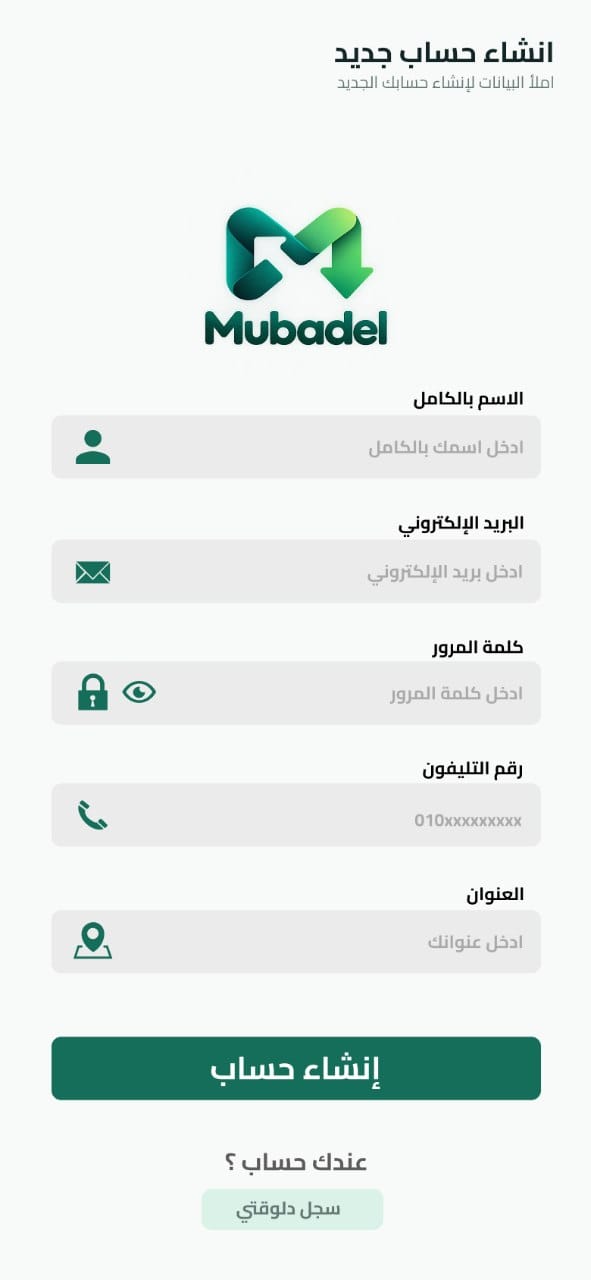 انشاء حساب جديد
املأ البيانات لإنشاء حسابك الجديد
Mubadel
الاسم بالكامل
ادخل اسمك بالكامل
البريد الإلكتروني
ادخل بريد الإلكتروني
كلمة المرور
ادخل كلمة المرور
رقم التليفون
010xxxxxxxxx
العنوان
ادخل عنوانك
إنشاء حساب
عندك حساب ؟
سجل دلوقتي